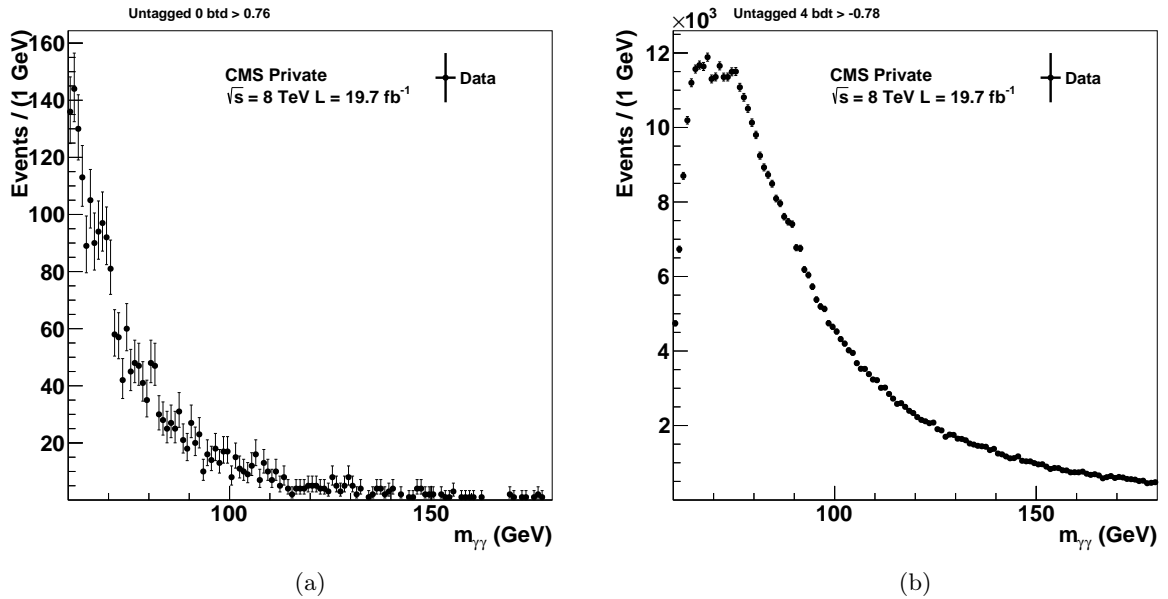 Untagged 0 btd > 0.76
Events / (1 GeV)
160
140
120
100
80
60
40
20
CMS Private
√s = 8 TeV L = 19.7 fb⁻¹
Data
100
150
m_γγ (GeV)
(a)
Untagged 4 bdt > -0.78
×10³
Events / (1 GeV)
12
10
8
6
4
2
CMS Private
√s = 8 TeV L = 19.7 fb⁻¹
Data
100
150
m_γγ (GeV)
(b)